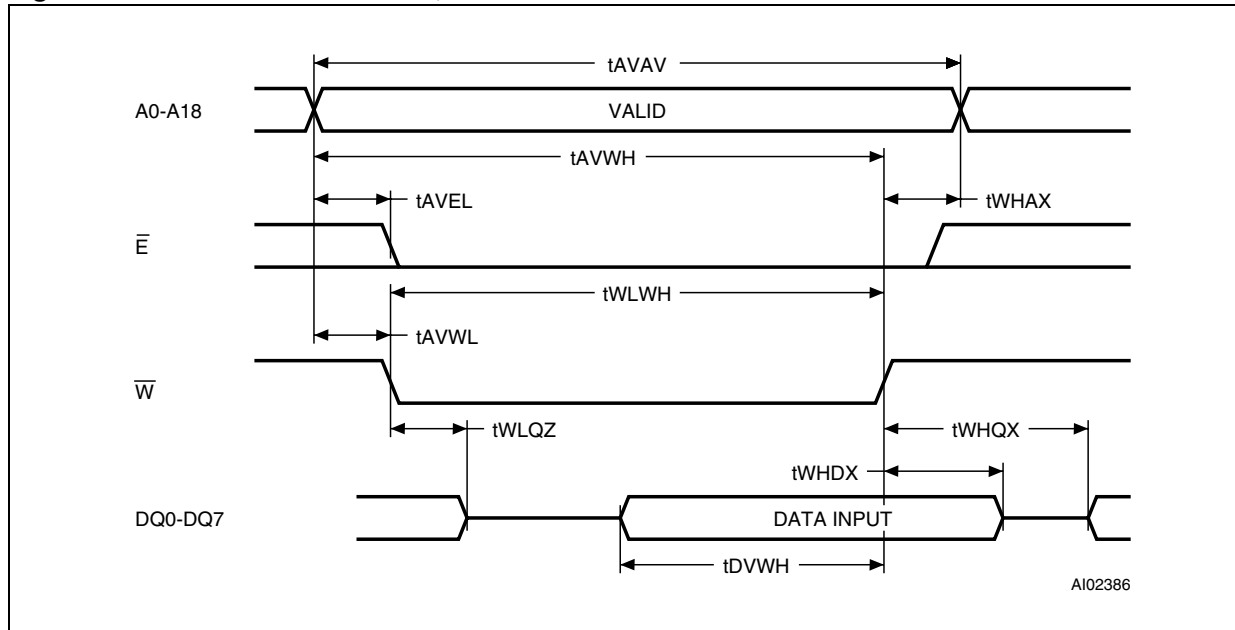 tAVAV
A0-A18
VALID
tAVWH
tAVEL
tWHAX
E̅
tWLWH
tAVWL
W̅
tWLQZ
tWHQX
tWHDX
DQ0-DQ7
DATA INPUT
tDVWH
AI02386